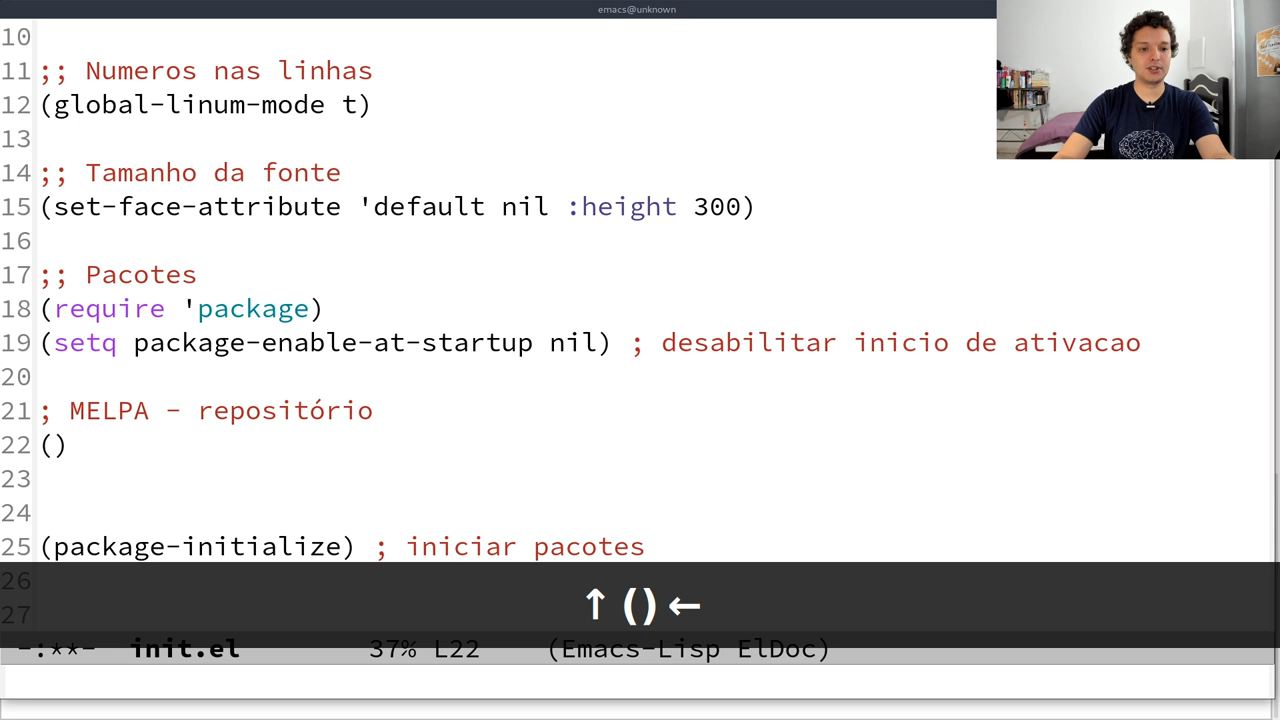 emacs@unknown
10
11 ;; Numeros nas linhas
12 (global-linum-mode t)
13
14 ;; Tamanho da fonte
15 (set-face-attribute 'default nil :height 300)
16
17 ;; Pacotes
18 (require 'package)
19 (setq package-enable-at-startup nil) ; desabilitar inicio de ativacao
20
21 ; MELPA - repositório
22 ()
23
24
25 (package-initialize) ; iniciar pacotes
26
↑ () ←
27
-:**- init.el 37% L22 (Emacs-Lisp ElDoc)